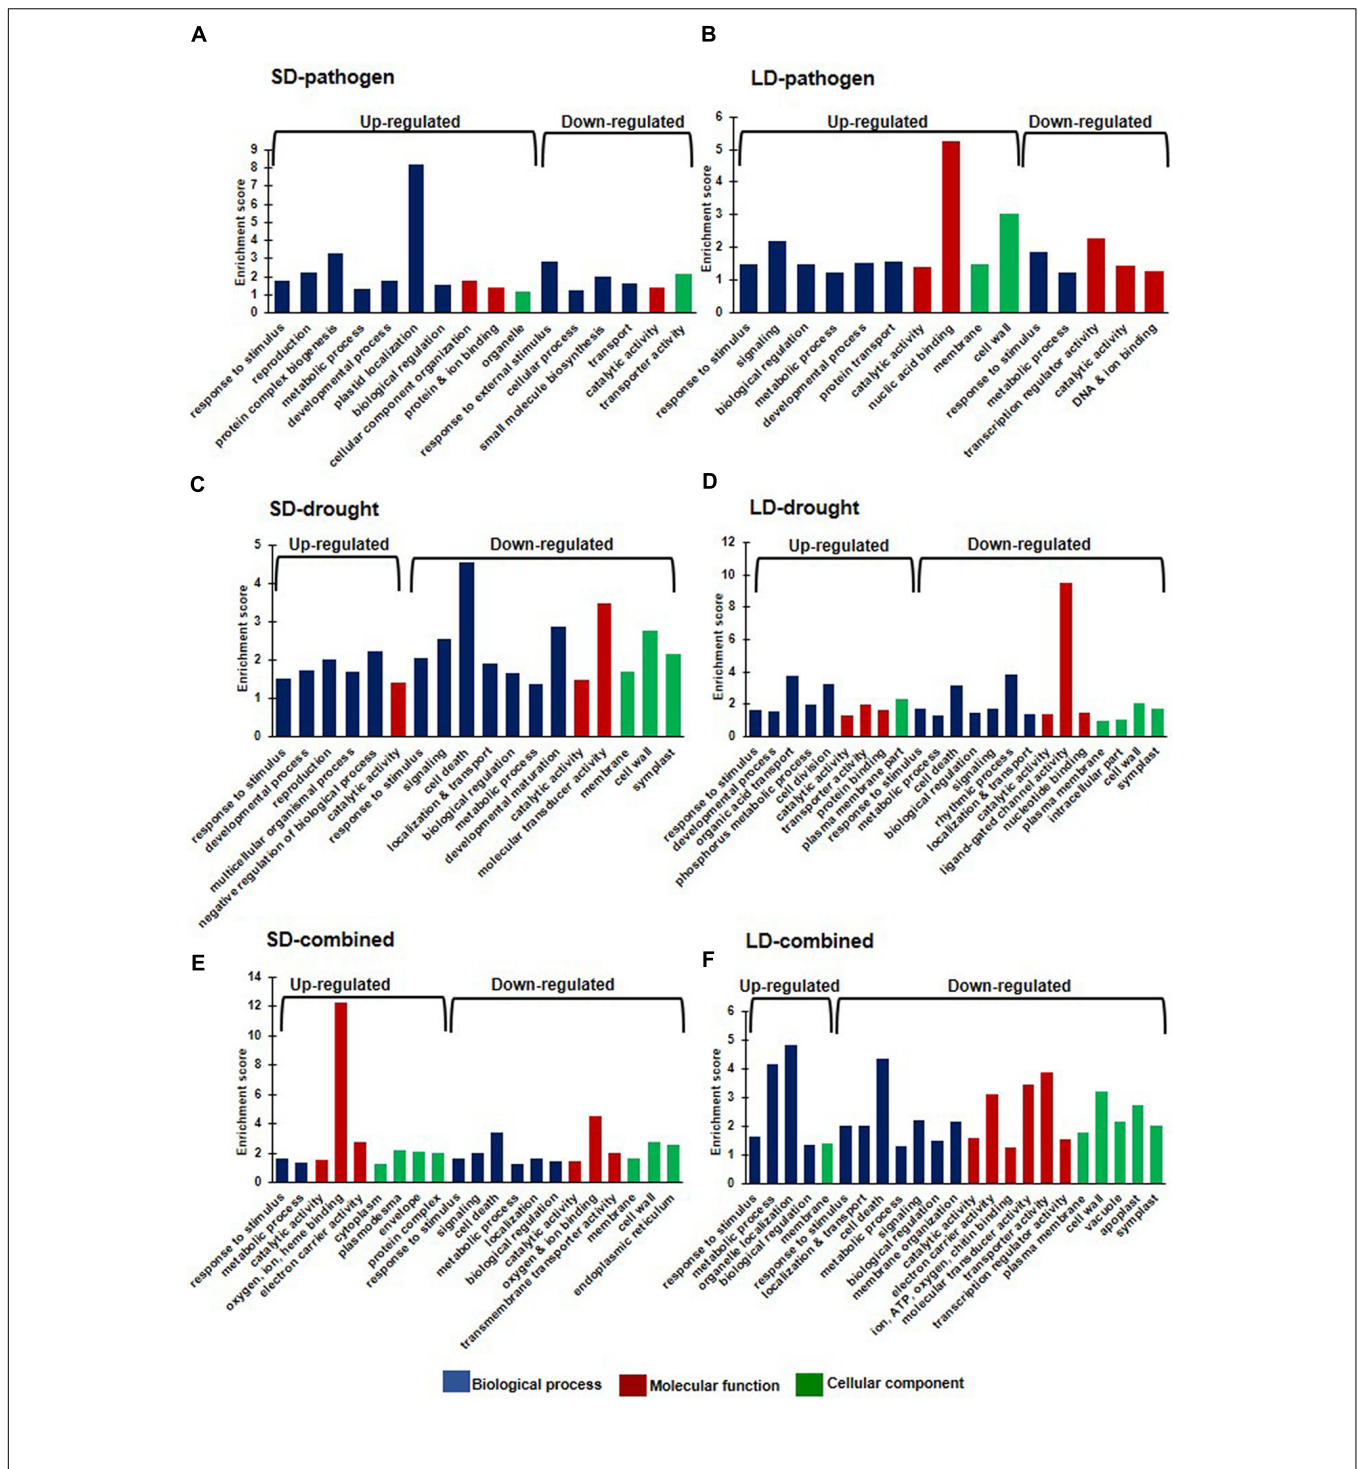 A
SD-pathogen
Up-regulated
Down-regulated
Enrichment score
9
8
7
6
5
4
3
2
1
0
response to stimulus
reproduction
protein complex biogenesis
metabolic process
developmental process
plastid localization
biological regulation
cellular component organization
protein & ion binding
organelle
response to external stimulus
cellular process
small molecule biosynthesis
transport
catalytic activity
transporter activity
B
LD-pathogen
Up-regulated
Down-regulated
Enrichment score
6
5
4
3
2
1
0
response to stimulus
signaling
biological regulation
metabolic process
developmental process
protein transport
catalytic activity
nuclic acid binding
membrane
cell wall
response to stimulus
metabolic process
transcription regulator activity
catalytic activity
DNA & ion binding
C
SD-drought
Up-regulated
Down-regulated
Enrichment score
5
4
3
2
1
0
response to stimulus
developmental process
reproduction
multicellular organismal process
negative regulation of biological process
catalytic activity
response to stimulus
signaling
cell death
localization & transport
biological regulation
metabolic process
developmental maturation
catalytic activity
molecular transducer activity
membrane
cell wall
symplast
D
LD-drought
Up-regulated
Down-regulated
Enrichment score
12
10
8
6
4
2
0
response to stimulus
developmental process
organic acid transport
phosphorus metabolic process
cell division
catalytic activity
transporter activity
protein binding
plasma membrane part
response to stimulus
metabolic process
cell death
biological regulation
signaling
rhythmic process
localization & transport
catalytic activity
ligand-gated channel activity
nucleotide binding
plasma membrane
intracellular part
cell wall
symplast
E
SD-combined
Up-regulated
Down-regulated
Enrichment score
14
12
10
8
6
4
2
0
response to stimulus
metabolic process
catalytic activity
oxygen, ion, heme binding
electron carrier activity
cytoplasm
plasmodesma
envelope
protein complex
response to stimulus
signaling
cell death
metabolic process
localization
biological regulation
catalytic activity
oxygen & ion binding
transmembrane transporter activity
membrane
cell wall
endoplasmic reticulum
F
LD-combined
Up-regulated
Down-regulated
Enrichment score
6
5
4
3
2
1
0
response to stimulus
metabolic process
organelle localization
biological regulation
membrane
response to stimulus
localization & transport
cell death
metabolic process
signaling
biological regulation
membrane organization
catalytic activity
electron carrier activity
ion, ATP, oxygen, chitin binding
molecular transducer activity
transporter activity
transcription regulator activity
plasma membrane
cell wall
vacuole
apoplast
symplast
Biological process
Molecular function
Cellular component